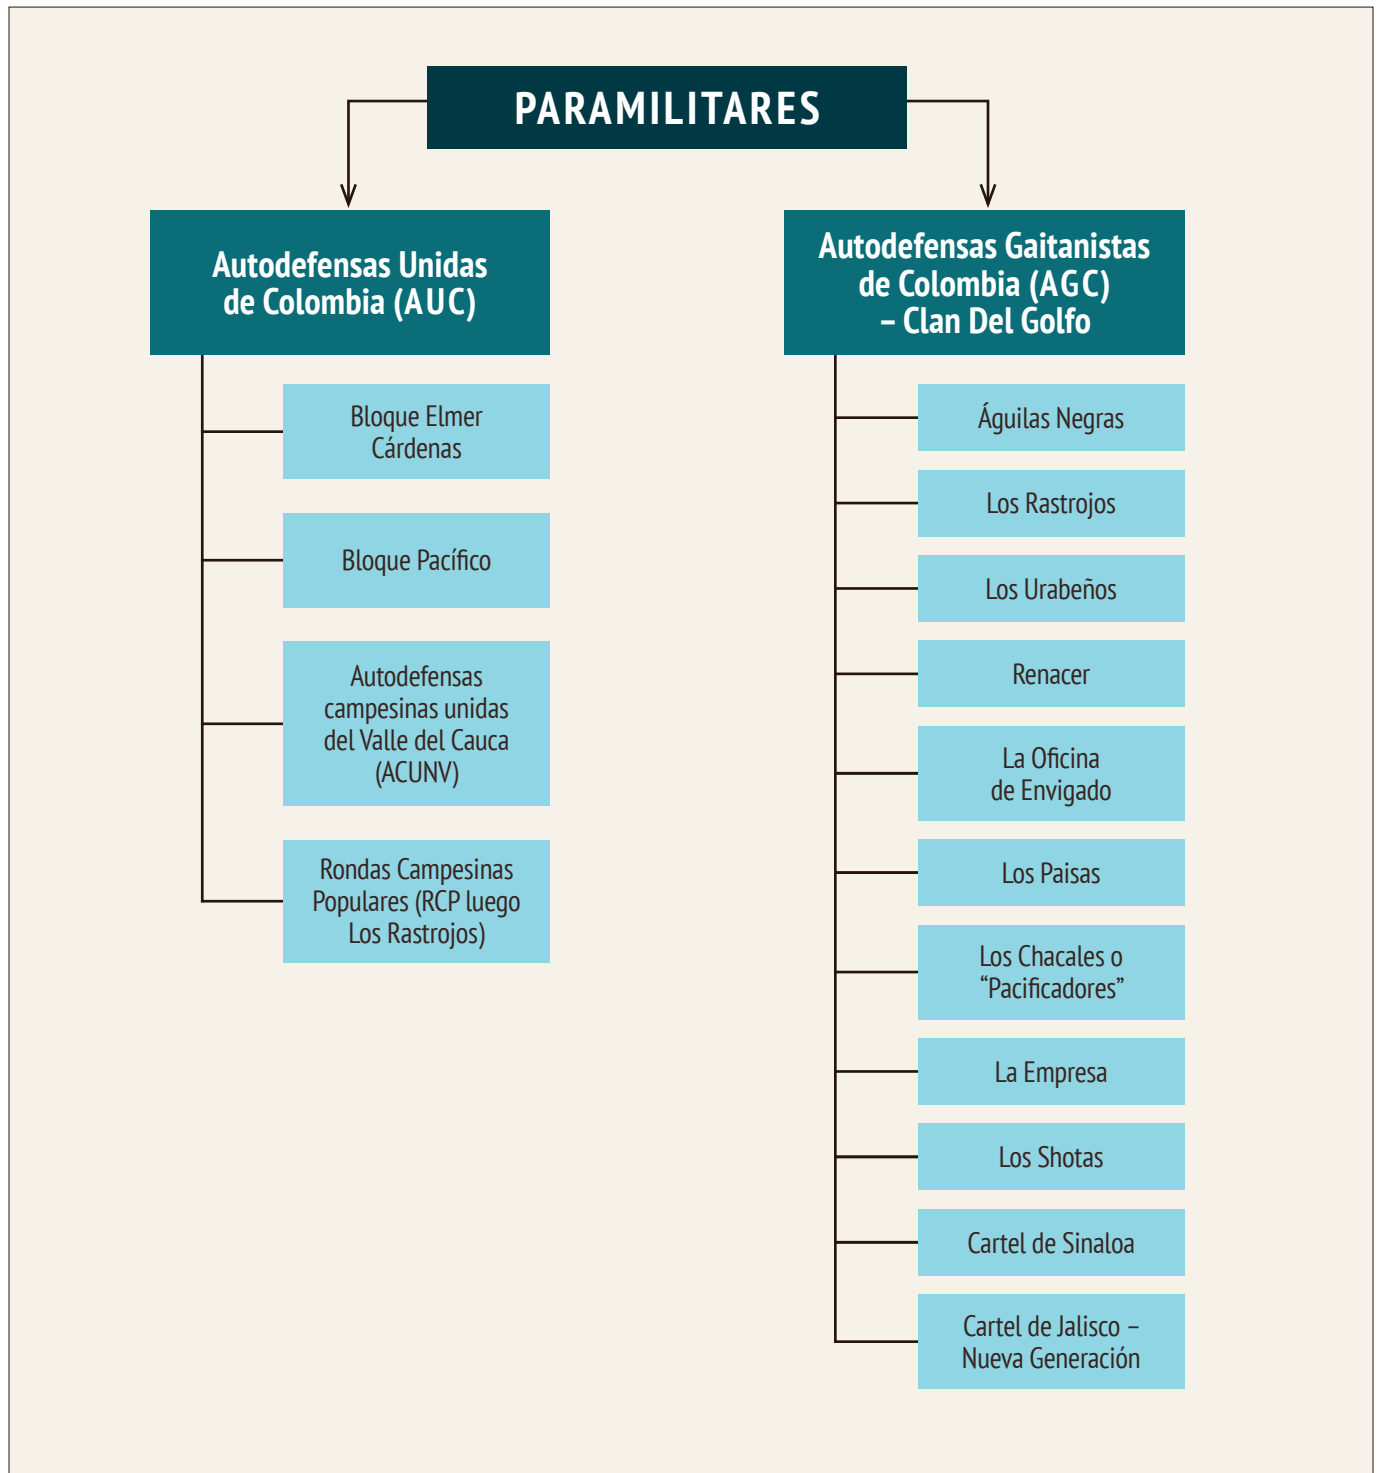 PARAMILITARES
Autodefensas Unidas
de Colombia (AUC)
Bloque Elmer
Cárdenas
Bloque Pacífico
Autodefensas
campesinas unidas
del Valle del Cauca
(ACUNV)
Rondas Campesinas
Populares (RCP luego
Los Rastrojos)
Autodefensas Gaitanistas
de Colombia (AGC)
– Clan Del Golfo
Águilas Negras
Los Rastrojos
Los Urabeños
Renacer
La Oficina
de Envigado
Los Paisas
Los Chacales o
“Pacificadores”
La Empresa
Los Shotas
Cartel de Sinaloa
Cartel de Jalisco –
Nueva Generación